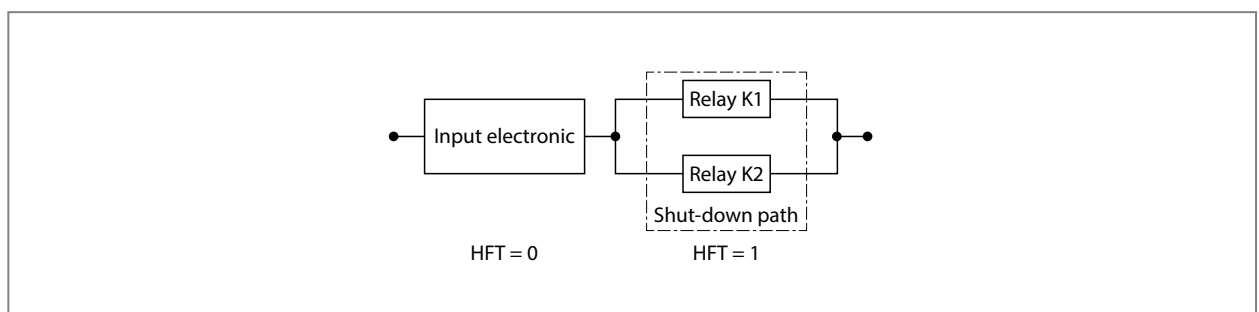 Relay K1
Input electronic
Relay K2
Shut-down path
HFT = 0
HFT = 1